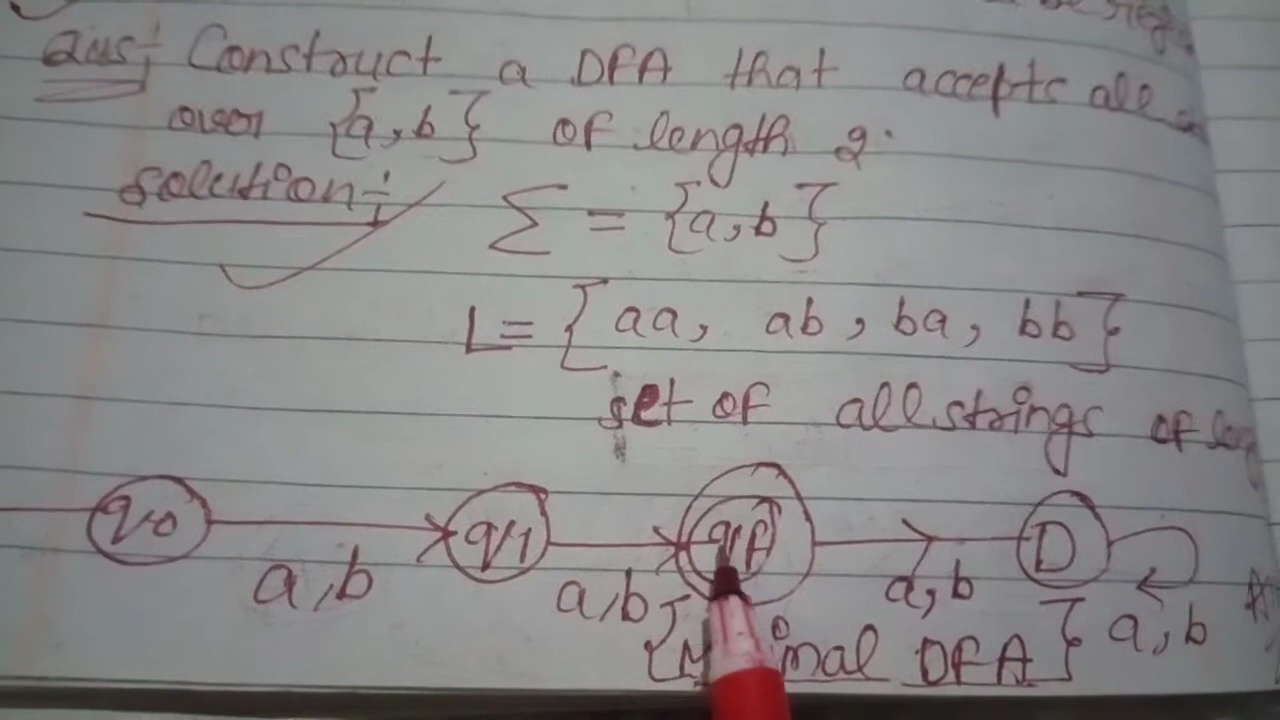 Ques:- Construct a DFA that accepts all
over {a,b} of length 2.
Solution:-
Σ = {a,b}
L = {aa, ab, ba, bb}
set of all strings of
q0 q1 qf D
a,b a,b a,b a,b
DFA}